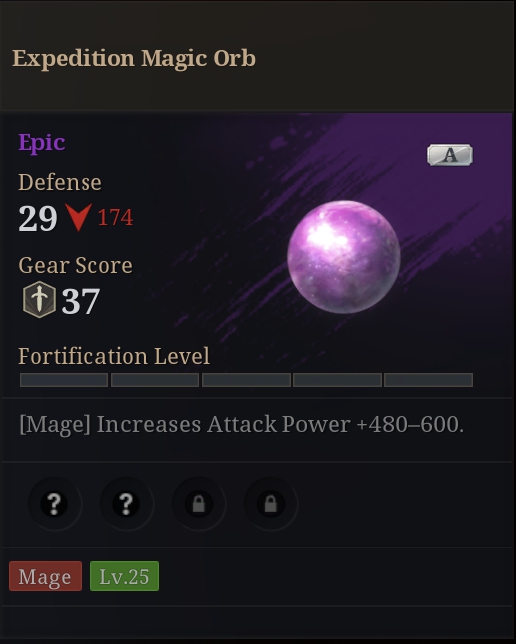 Expedition Magic Orb
Epic
A
Defense
29 174
Gear Score
37
Fortification Level
[Mage] Increases Attack Power +480–600.
? ?
Mage Lv.25